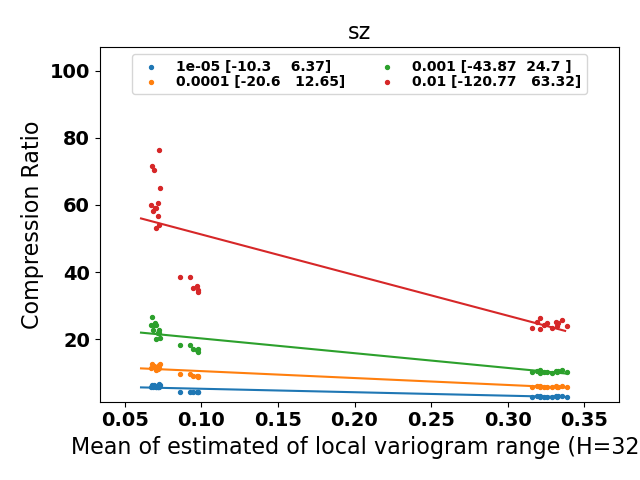 sz
1e-05 [-10.3 6.37]
0.0001 [-20.6 12.65]
0.001 [-43.87 24.7 ]
0.01 [-120.77 63.32]
100
80
60
40
20
Compression Ratio
0.05 0.10 0.15 0.20 0.25 0.30 0.35
Mean of estimated of local variogram range (H=32